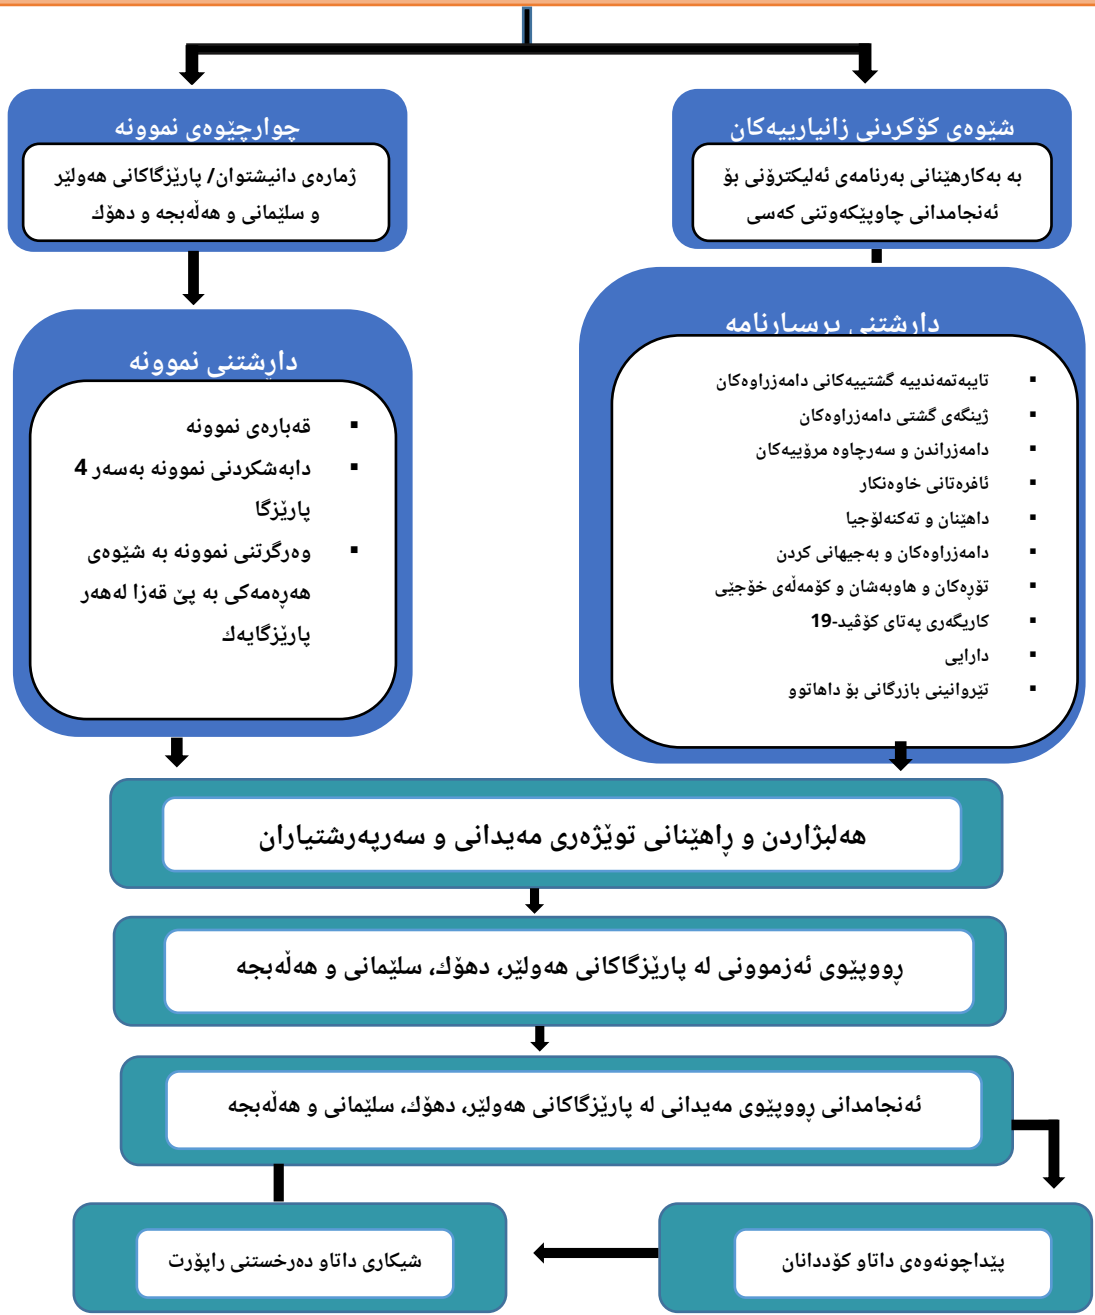 شێوەی کۆکردنی زانیارییەکان
بە بەکارهێنانی بەرنامەی ئەلیکترۆنی بۆ
ئەنجامدانی چاوپێکەوتنی کەسی
چوارچێوەی نموونە
ژمارەی دانیشتوان/ پارێزگاکانی هەولێر
و سلێمانی و هەڵەبجە و دهۆك
دارشتنی پرسیارنامە
تایبەتمەندییە گشتییەکانی دامەزراوەکان
ژینگەی گشتی دامەزراوەکان
دامەزراندن و سەرچاوە مرۆییەکان
ئافرەتانی خاوەنکار
داهێنان و تەکنەلۆجیا
دامەزراوەکان و بەجیهانی کردن
تۆڕەکان و هاوبەشان و کۆمەڵەی خۆجێی
کاریگەری پەتای کۆڤید-19
دارایی
تێروانینی بازرگانی بۆ داهاتوو
داڕشتنی نموونە
قەبارەی نموونە
دابەشکردنی نموونە بەسەر 4
پارێزگا
وەرگرتنی نموونە بە شێوەی
هەڕەمەکی بە پێ قەزا لەهەر
پارێزگایەك
هەلبژاردن و ڕاهێنانی توێژەری مەیدانی و سەرپەرشتیاران
ڕووپێوی ئەزموونی لە پارێزگاکانی هەولێر، دهۆك، سلێمانی و هەڵەبجە
ئەنجامدانی ڕووپێوی مەیدانی لە پارێزگاکانی هەولێر، دهۆك، سلێمانی و هەڵەبجە
پێداچونەوەی داتاو کۆددانان
شیکاری داتاو دەرخستنی راپۆرت